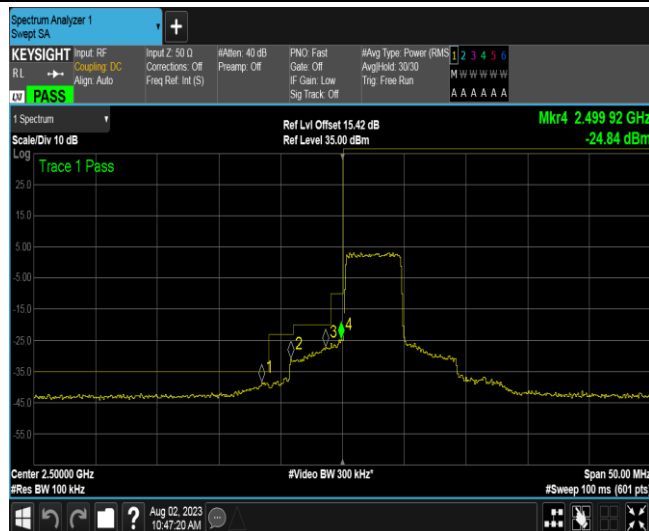 Spectrum Analyzer 1
Swept SA
+
KEYSIGHT
RL
LXI
PASS
Input: RF
Coupling: DC
Align: Auto
Input Z: 50 Ω
Corrections: Off
Freq Ref: Int (S)
#Atten: 40 dB
Preamp: Off
PNO: Fast
Gate: Off
IF Gain: Low
Sig Track: Off
#Avg Type: Power (RMS
Avg|Hold: 30/30
Trig: Free Run
1 2 3 4 5 6
M W W W W W
A A A A A A
1 Spectrum
Scale/Div 10 dB
Log
Ref Lvl Offset 15.42 dB
Ref Level 35.00 dBm
Mkr4 2.499 92 GHz
-24.84 dBm
Trace 1 Pass
25.0
15.0
5.00
-5.00
-15.0
-25.0
-35.0
-45.0
-55.0
1
2
3
4
Center 2.50000 GHz
#Res BW 100 kHz
#Video BW 300 kHz*
Span 50.00 MHz
#Sweep 100 ms (601 pts)
?
Aug 02, 2023
10:47:20 AM